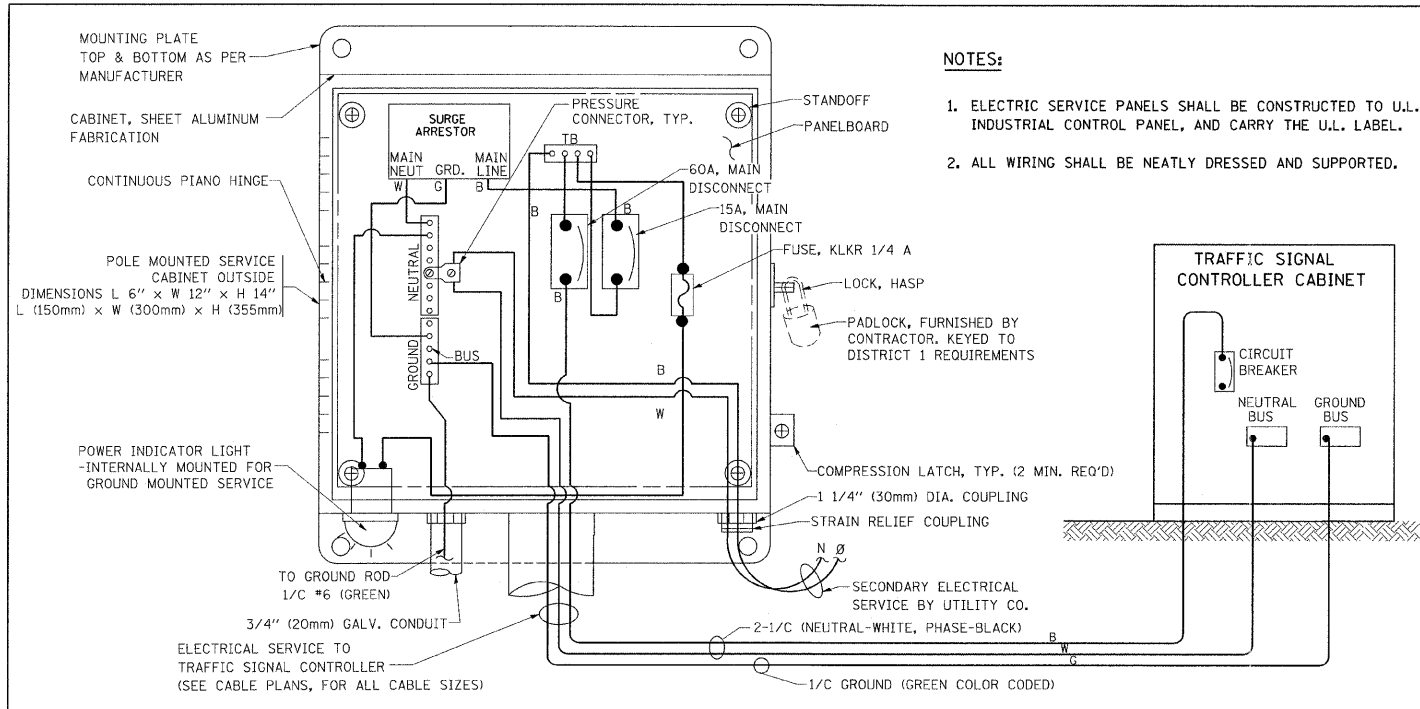 MOUNTING PLATE
TOP & BOTTOM AS PER
MANUFACTURER
CABINET, SHEET ALUMINUM
FABRICATION
CONTINUOUS PIANO HINGE
POLE MOUNTED SERVICE
CABINET OUTSIDE
DIMENSIONS L 6" x W 12" x H 14"
L (150mm) x W (300mm) x H (355mm)
POWER INDICATOR LIGHT
-INTERNALLY MOUNTED FOR
GROUND MOUNTED SERVICE
SURGE
ARRESTOR
MAIN
NEUT
GRD.
MAIN
LINE
W
G
B
NEUTRAL
GROUND
BUS
PRESSURE
CONNECTOR, TYP.
TB
B
B
B
60A, MAIN
DISCONNECT
15A, MAIN
DISCONNECT
FUSE, KLKR 1/4 A
STANDOFF
PANELBOARD
LOCK, HASP
PADLOCK, FURNISHED BY
CONTRACTOR. KEYED TO
DISTRICT 1 REQUIREMENTS
B
W
COMPRESSION LATCH, TYP. (2 MIN. REQ'D)
1 1/4" (30mm) DIA. COUPLING
STRAIN RELIEF COUPLING
N Ø
SECONDARY ELECTRICAL
SERVICE BY UTILITY CO.
TO GROUND ROD
1/C #6 (GREEN)
3/4" (20mm) GALV. CONDUIT
ELECTRICAL SERVICE TO
TRAFFIC SIGNAL CONTROLLER
(SEE CABLE PLANS, FOR ALL CABLE SIZES)
2-1/C (NEUTRAL-WHITE, PHASE-BLACK)
1/C GROUND (GREEN COLOR CODED)
B
W
G
NOTES:
1. ELECTRIC SERVICE PANELS SHALL BE CONSTRUCTED TO U.L.
INDUSTRIAL CONTROL PANEL, AND CARRY THE U.L. LABEL.
2. ALL WIRING SHALL BE NEATLY DRESSED AND SUPPORTED.
TRAFFIC SIGNAL
CONTROLLER CABINET
CIRCUIT
BREAKER
NEUTRAL
BUS
GROUND
BUS